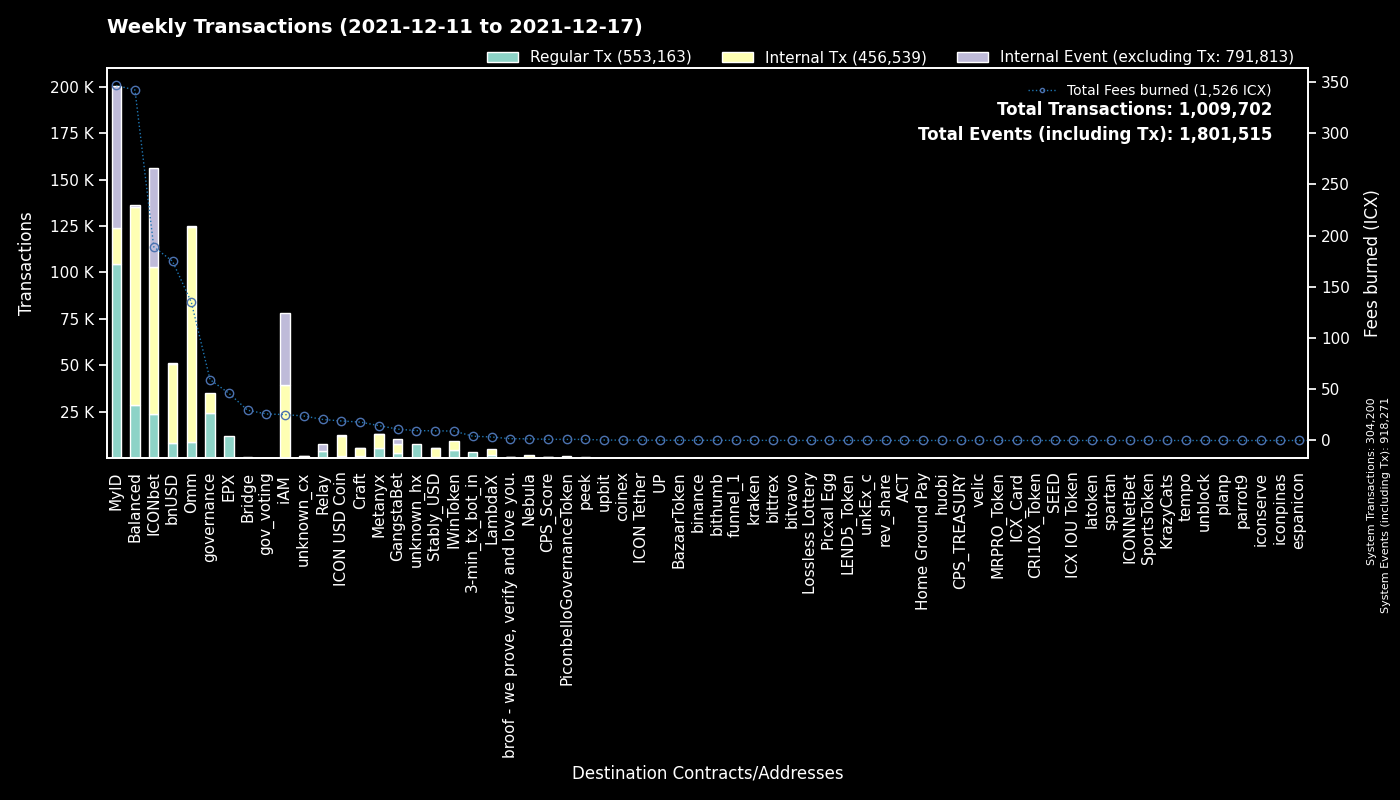 Weekly Transactions (2021-12-11 to 2021-12-17)
Regular Tx (553,163)
Internal Tx (456,539)
Internal Event (excluding Tx: 791,813)
Total Fees burned (1,526 ICX)
Total Transactions: 1,009,702
Total Events (including Tx): 1,801,515
Transactions
200 K
175 K
150 K
125 K
100 K
75 K
50 K
25 K
350
300
250
200
150
100
50
0
Fees burned (ICX)
System Transactions: 304,200
System Events (including Tx): 918,271
MyID
Balanced
ICONbet
bnUSD
Omm
governance
EPX
Bridge
gov_voting
iAM
unknown_cx
Relay
ICON USD Coin
Craft
Metanyx
GangstaBet
unknown_hx
Stably_USD
IWinToken
3-min_tx_bot_in
LambdaX
broof - we prove, verify and love you.
Nebula
CPS_Score
PiconbelloGovernanceToken
peek
upbit
coinex
ICON Tether
UP
BazaarToken
binance
bithumb
funnel_1
kraken
bittrex
bitvavo
Lossless Lottery
Picxal Egg
LEND5_Token
unkEx_c
rev_share
ACT
Home Ground Pay
huobi
CPS_TREASURY
velic
MRPRO_Token
ICX_Card
CRI10X_Token
SEED
ICX IOU Token
latoken
spartan
ICONNetBet
SportsToken
KrazyCats
tempo
unblock
planp
parrot9
iconserve
iconpinas
espanicon
Destination Contracts/Addresses